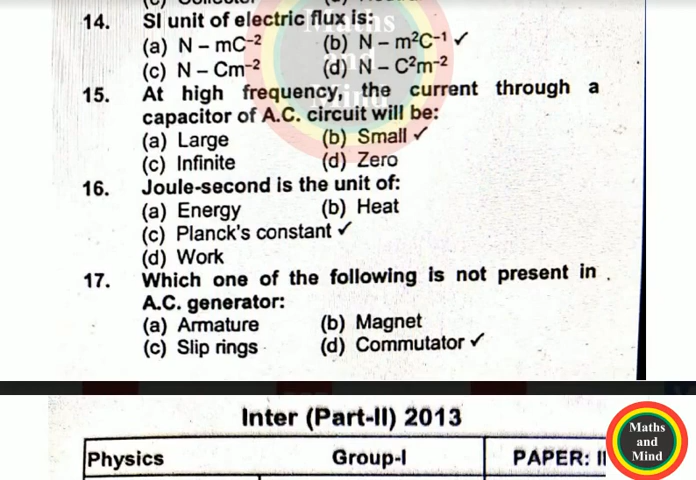 14. SI unit of electric flux is:
(a) N – mC⁻² (b) N – m²C⁻¹ ✓
(c) N – Cm⁻² (d) N – C²m⁻²
15. At high frequency, the current through a
capacitor of A.C. circuit will be:
(a) Large (b) Small ✓
(c) Infinite (d) Zero
16. Joule-second is the unit of:
(a) Energy (b) Heat
(c) Planck's constant ✓
(d) Work
17. Which one of the following is not present in .
A.C. generator:
(a) Armature (b) Magnet
(c) Slip rings (d) Commutator ✓
Inter (Part-II) 2013
Physics Group-I PAPER:
Maths
and
Mind